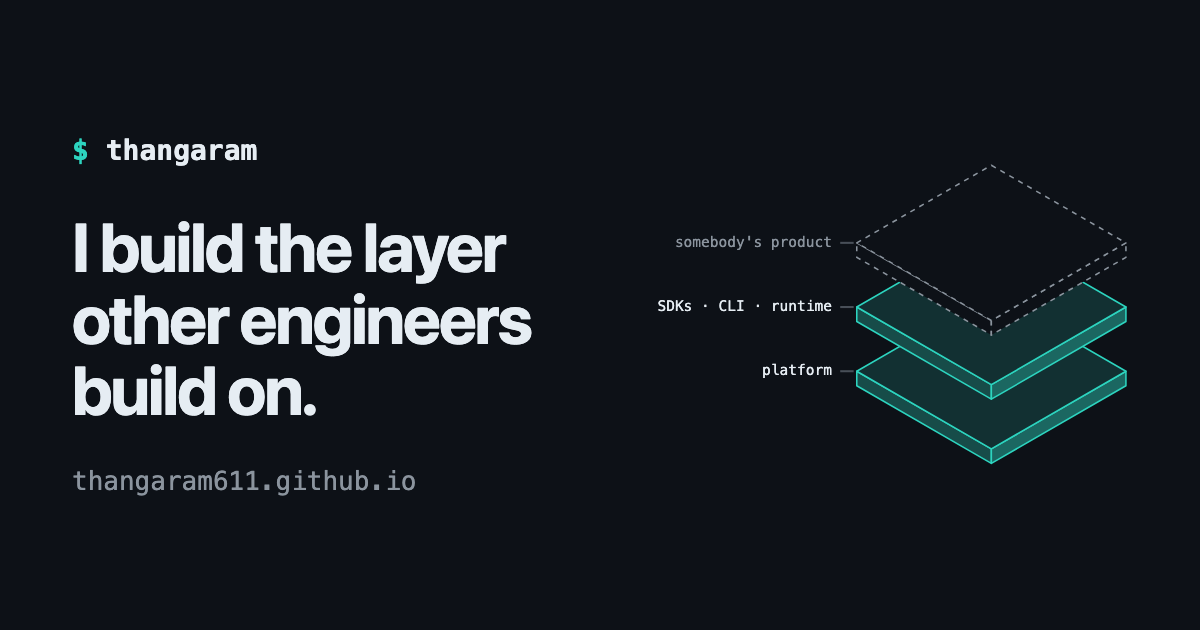 $ thangaram
I build the layer
other engineers
build on.
thangaram611.github.io
somebody's product
SDKs · CLI · runtime
platform